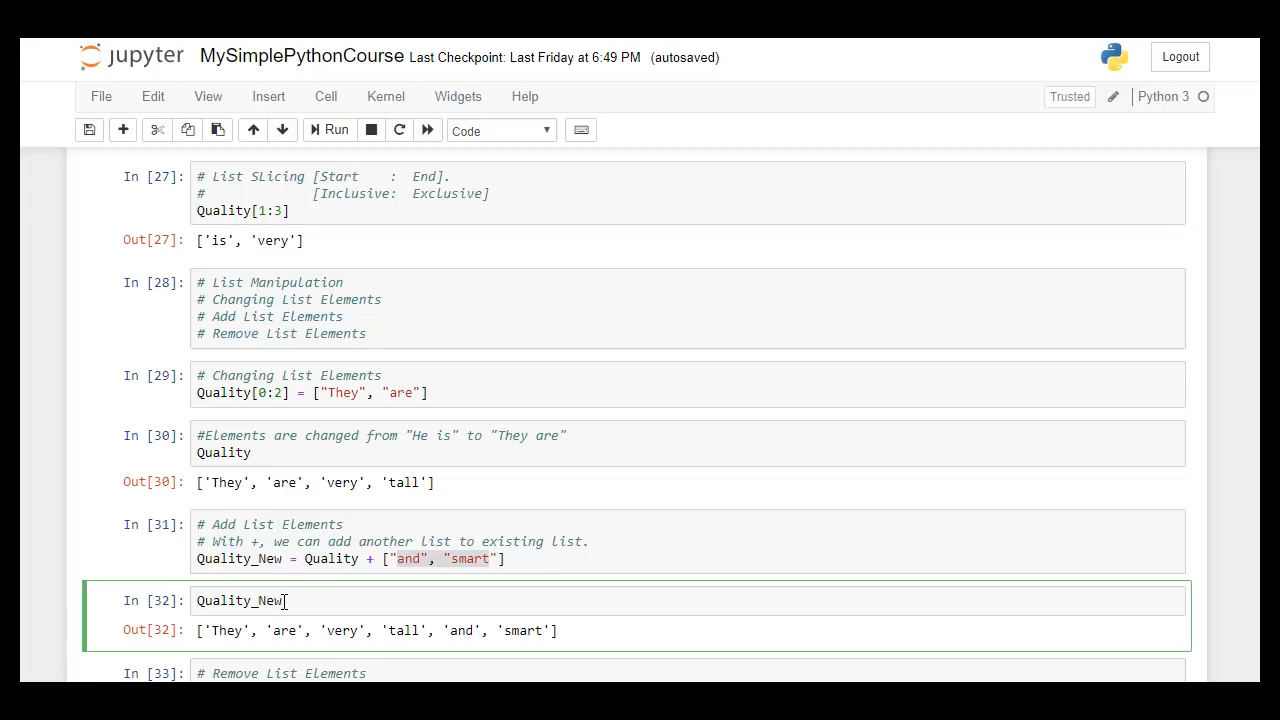 jupyter MySimplePythonCourse Last Checkpoint: Last Friday at 6:49 PM (autosaved) Logout
File Edit View Insert Cell Kernel Widgets Help Trusted Python 3
Run Code
In [27]: # List SLicing [Start    :  End].
#              [Inclusive:  Exclusive]
Quality[1:3]
Out[27]: ['is', 'very']
In [28]: # List Manipulation
# Changing List Elements
# Add List Elements
# Remove List Elements
In [29]: # Changing List Elements
Quality[0:2] = ["They", "are"]
In [30]: #Elements are changed from "He is" to "They are"
Quality
Out[30]: ['They', 'are', 'very', 'tall']
In [31]: # Add List Elements
# With +, we can add another list to existing list.
Quality_New = Quality + ["and", "smart"]
In [32]: Quality_New
Out[32]: ['They', 'are', 'very', 'tall', 'and', 'smart']
In [33]: # Remove List Elements